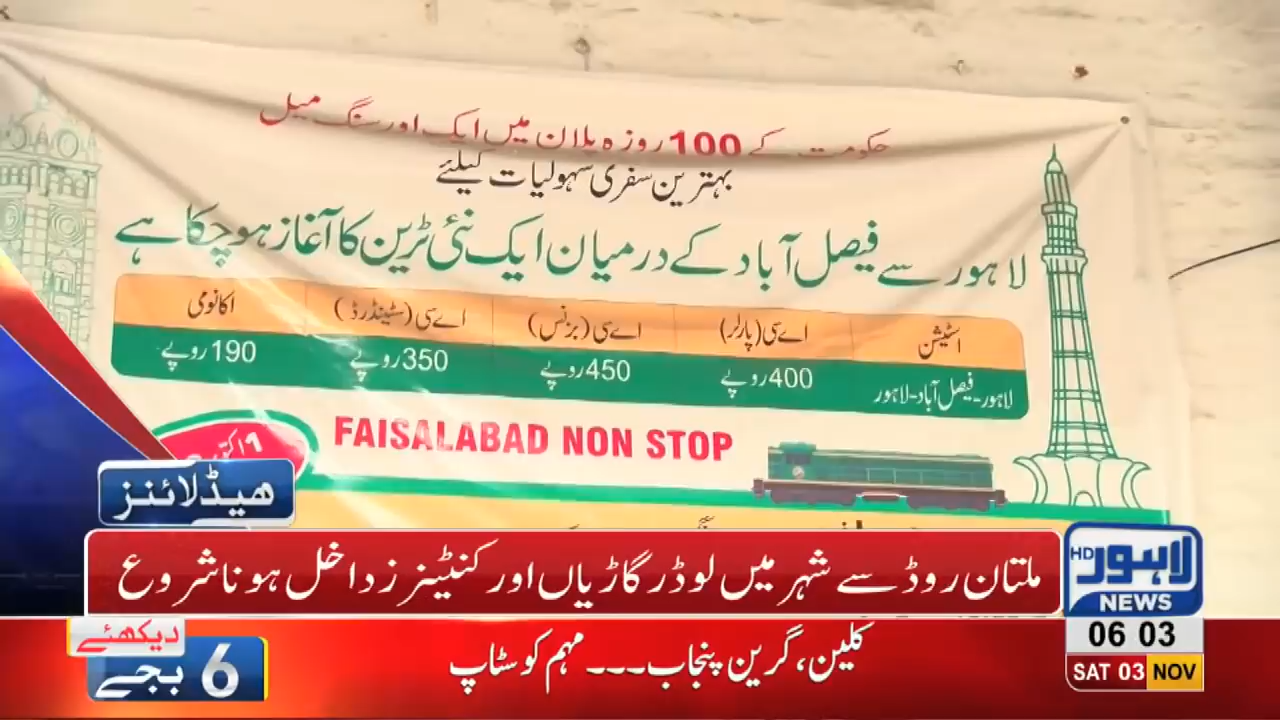 حکومت کے 100 روزہ پلان میں ایک اور سنگ میل
بہترین سفری سہولیات کیلئے
لاہور سے فیصل آباد کے درمیان ایک نئی ٹرین کا آغاز ہو چکا ہے
اسٹیشن اے سی (پارلر) اے سی (بزنس) اے سی (سٹینڈرڈ) اکانومی
لاہور-فیصل آباد-لاہور 400 روپے 450 روپے 350 روپے 190 روپے
FAISALABAD NON STOP
ھیڈلائنز
ملتان روڈ سے شہر میں لوڈر گاڑیاں اور کنٹینرز داخل ہونا شروع
HD لاہور
NEWS
دیکھئے
6 بجے
کلین، گرین پنجاب۔۔۔ مہم کو سٹاپ
06 03
SAT 03 NOV